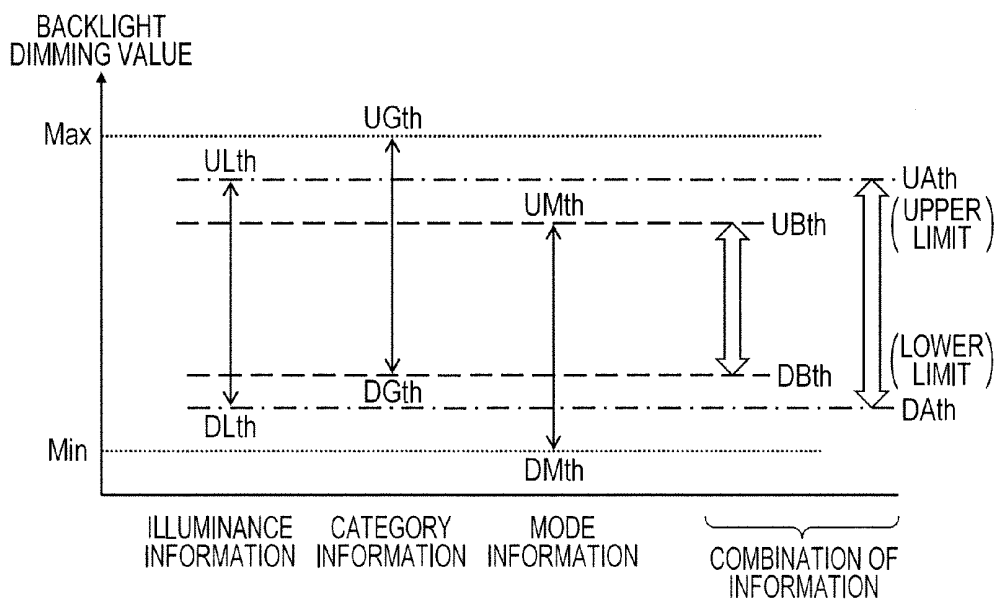 BACKLIGHT
DIMMING VALUE
UGth
Max
ULth
UAth
UMth
(UPPER
LIMIT)
UBth
(LOWER
LIMIT)
DBth
DGth
DAth
DLth
Min
DMth
ILLUMINANCE
INFORMATION
CATEGORY
INFORMATION
MODE
INFORMATION
COMBINATION OF
INFORMATION